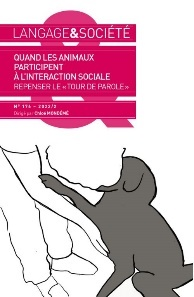 LANGAGE&SOCIÉTÉ
QUAND LES ANIMAUX
PARTICIPENT
À L'INTERACTION SOCIALE
REPENSER LE « TOUR DE PAROLE »
N° 176 – 2022/2
Dirigé par Chloé MONDÉMÉ